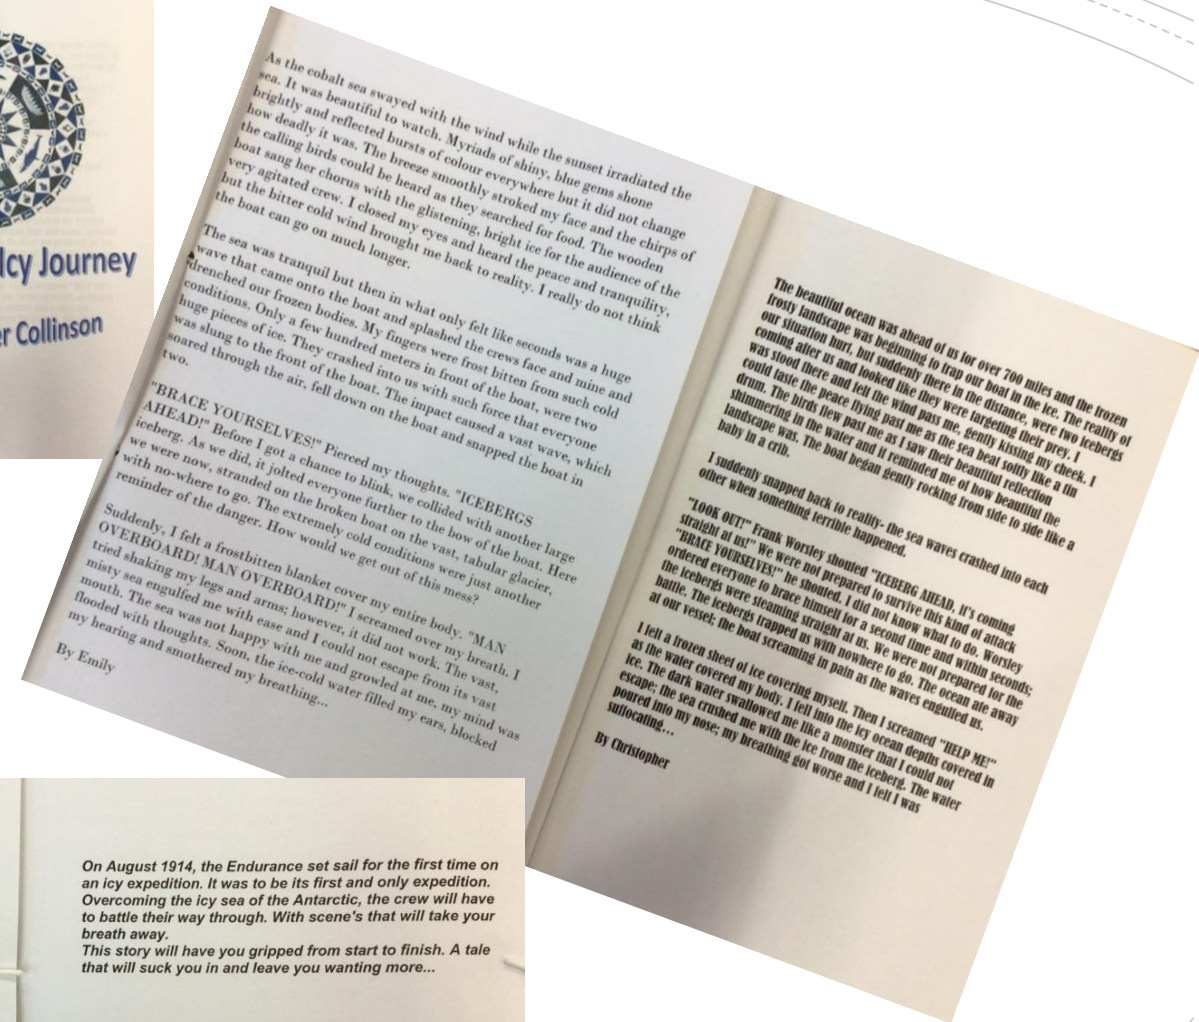 Icy Journey
er Collinson
As the cobalt sea swayed with the wind while the sunset irradiated the
sea. It was beautiful to watch. Myriads of shiny, blue gems shone
brightly and reflected bursts of colour everywhere but it did not change
how deadly it was. The breeze smoothly stroked my face and the chirps of
the calling birds could be heard as they searched for food. The wooden
boat sang her chorus with the glistening, bright ice for the audience of the
very agitated crew. I closed my eyes and heard the peace and tranquility,
but the bitter cold wind brought me back to reality. I really do not think
the boat can go on much longer.
The sea was tranquil but then in what only felt like seconds was a huge
wave that came onto the boat and splashed the crews face and mine and
drenched our frozen bodies. My fingers were frost bitten from such cold
conditions. Only a few hundred meters in front of the boat, were two
huge pieces of ice. They crashed into us with such force that everyone
was slung to the front of the boat. The impact caused a vast wave, which
soared through the air, fell down on the boat and snapped the boat in
two.
"BRACE YOURSELVES!" Pierced my thoughts. "ICEBERGS
AHEAD!" Before I got a chance to blink, we collided with another large
iceberg. As we did, it jolted everyone further to the bow of the boat. Here
we were now, stranded on the broken boat on the vast, tabular glacier,
with no-where to go. The extremely cold conditions were just another
reminder of the danger. How would we get out of this mess?
Suddenly, I felt a frostbitten blanket cover my entire body. "MAN
OVERBOARD! MAN OVERBOARD!" I screamed over my breath. I
tried shaking my legs and arms; however, it did not work. The vast,
misty sea engulfed me with ease and I could not escape from its vast
mouth. The sea was not happy with me and growled at me, my mind was
flooded with thoughts. Soon, the ice-cold water filled my ears, blocked
my hearing and smothered my breathing...
By Emily
The beautiful ocean was ahead of us for over 700 miles and the frozen
frosty landscape was beginning to trap our boat in the ice. The reality of
our situation hurt, but suddenly there in the distance, were two icebergs
coming after us and looked like they were targeting their prey. I
was stood there and felt the wind pass me, gently kissing my cheek. I
could taste the peace flying past me as the sea beat softly like a tin
drum. The birds flew past me as I saw their beautiful reflection
shimmering in the water and it reminded me of how beautiful the
landscape was. The boat began gently rocking from side to side like a
baby in a crib.
I suddenly snapped back to reality- the sea waves crashed into each
other when something terrible happened.
"LOOK OUT!" Frank Worsley shouted "ICEBERG AHEAD, it's coming
straight at us!" We were not prepared to survive this kind of attack
"BRACE YOURSELVES!" he shouted. I did not know what to do. Worsley
ordered everyone to brace himself for a second time and within seconds;
the icebergs were steaming straight at us. We were not prepared for the
battle. The icebergs trapped us with nowhere to go. The ocean ate away
at our vessel; the boat screaming in pain as the waves engulfed us.
I felt a frozen sheet of ice covering myself. Then I screamed "HELP ME!"
as the water covered my body. I fell into the icy ocean depths covered in
ice. The dark water swallowed me like a monster that I could not
escape; the sea crushed me with the ice from the iceberg. The water
poured into my nose; my breathing got worse and I felt I was
suffocating...
By Christopher
On August 1914, the Endurance set sail for the first time on
an icy expedition. It was to be its first and only expedition.
Overcoming the icy sea of the Antarctic, the crew will have
to battle their way through. With scene's that will take your
breath away.
This story will have you gripped from start to finish. A tale
that will suck you in and leave you wanting more...